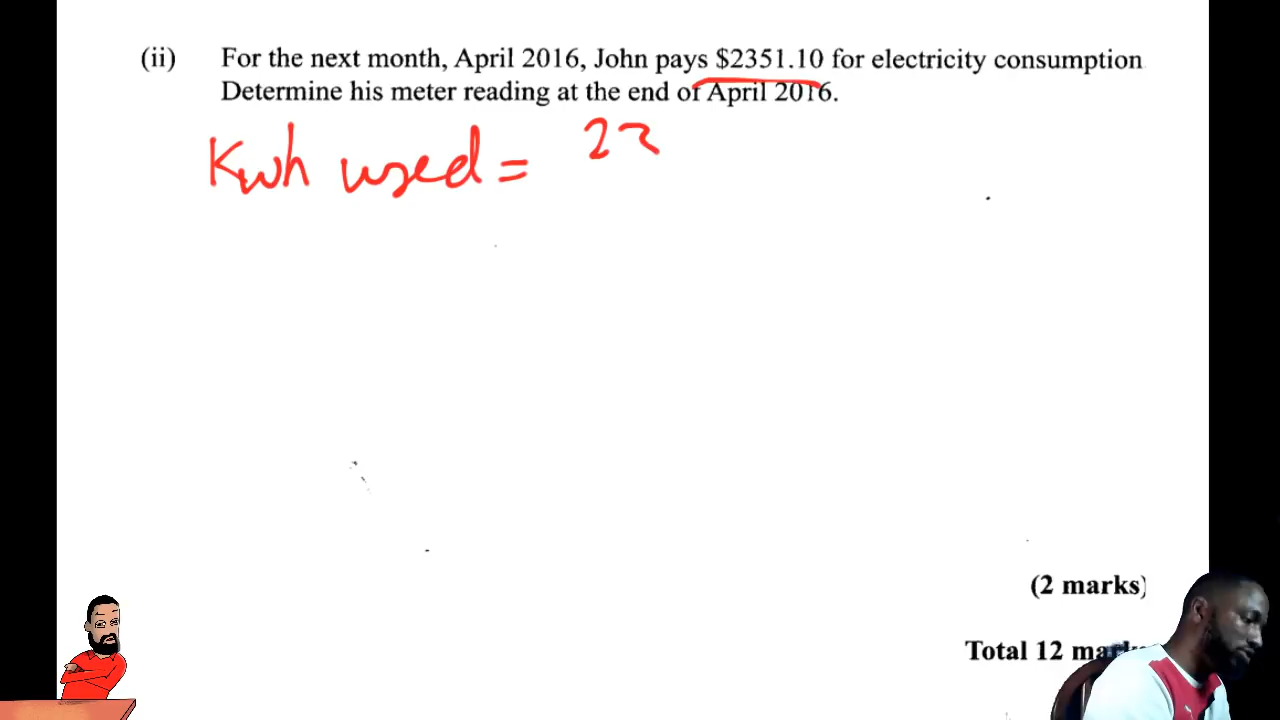 (ii) For the next month, April 2016, John pays $2351.10 for electricity consumption
Determine his meter reading at the end of April 2016.
Kwh used = 23
(2 marks)
Total 12